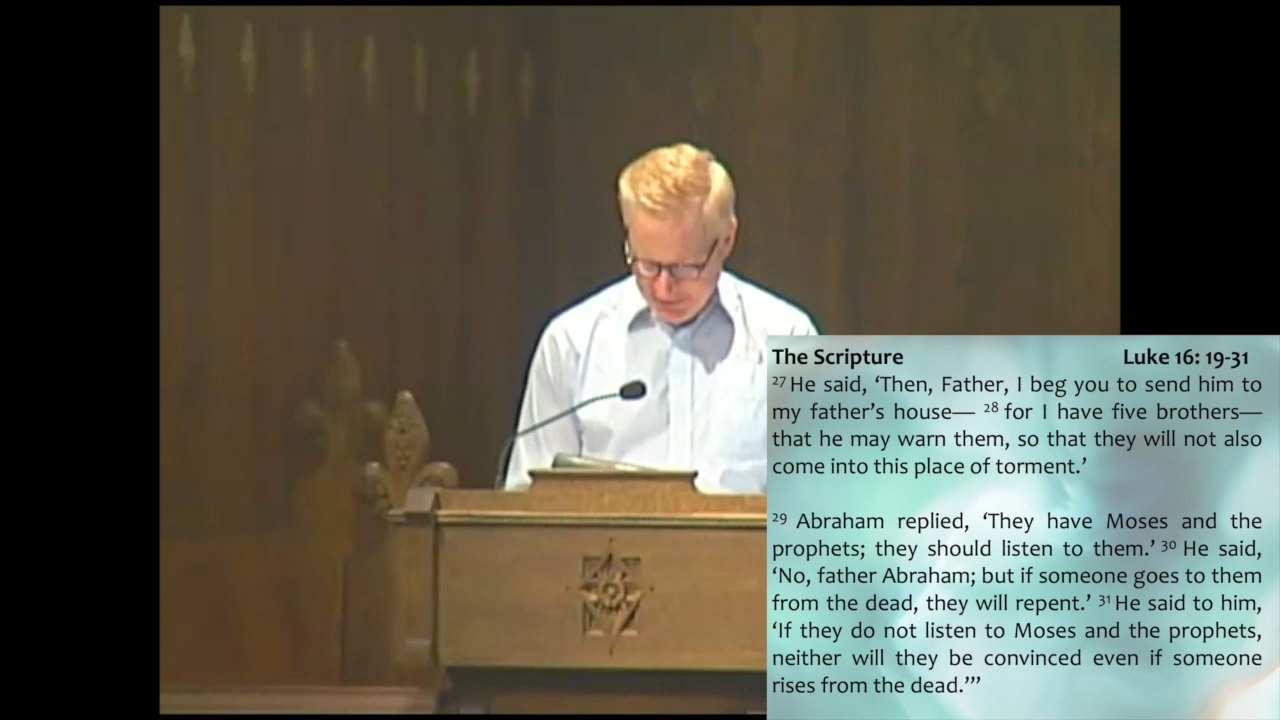 The Scripture Luke 16: 19-31
27 He said, ‘Then, Father, I beg you to send him to
my father’s house— 28 for I have five brothers—
that he may warn them, so that they will not also
come into this place of torment.’
29 Abraham replied, ‘They have Moses and the
prophets; they should listen to them.’ 30 He said,
‘No, father Abraham; but if someone goes to them
from the dead, they will repent.’ 31 He said to him,
‘If they do not listen to Moses and the prophets,
neither will they be convinced even if someone
rises from the dead.’”